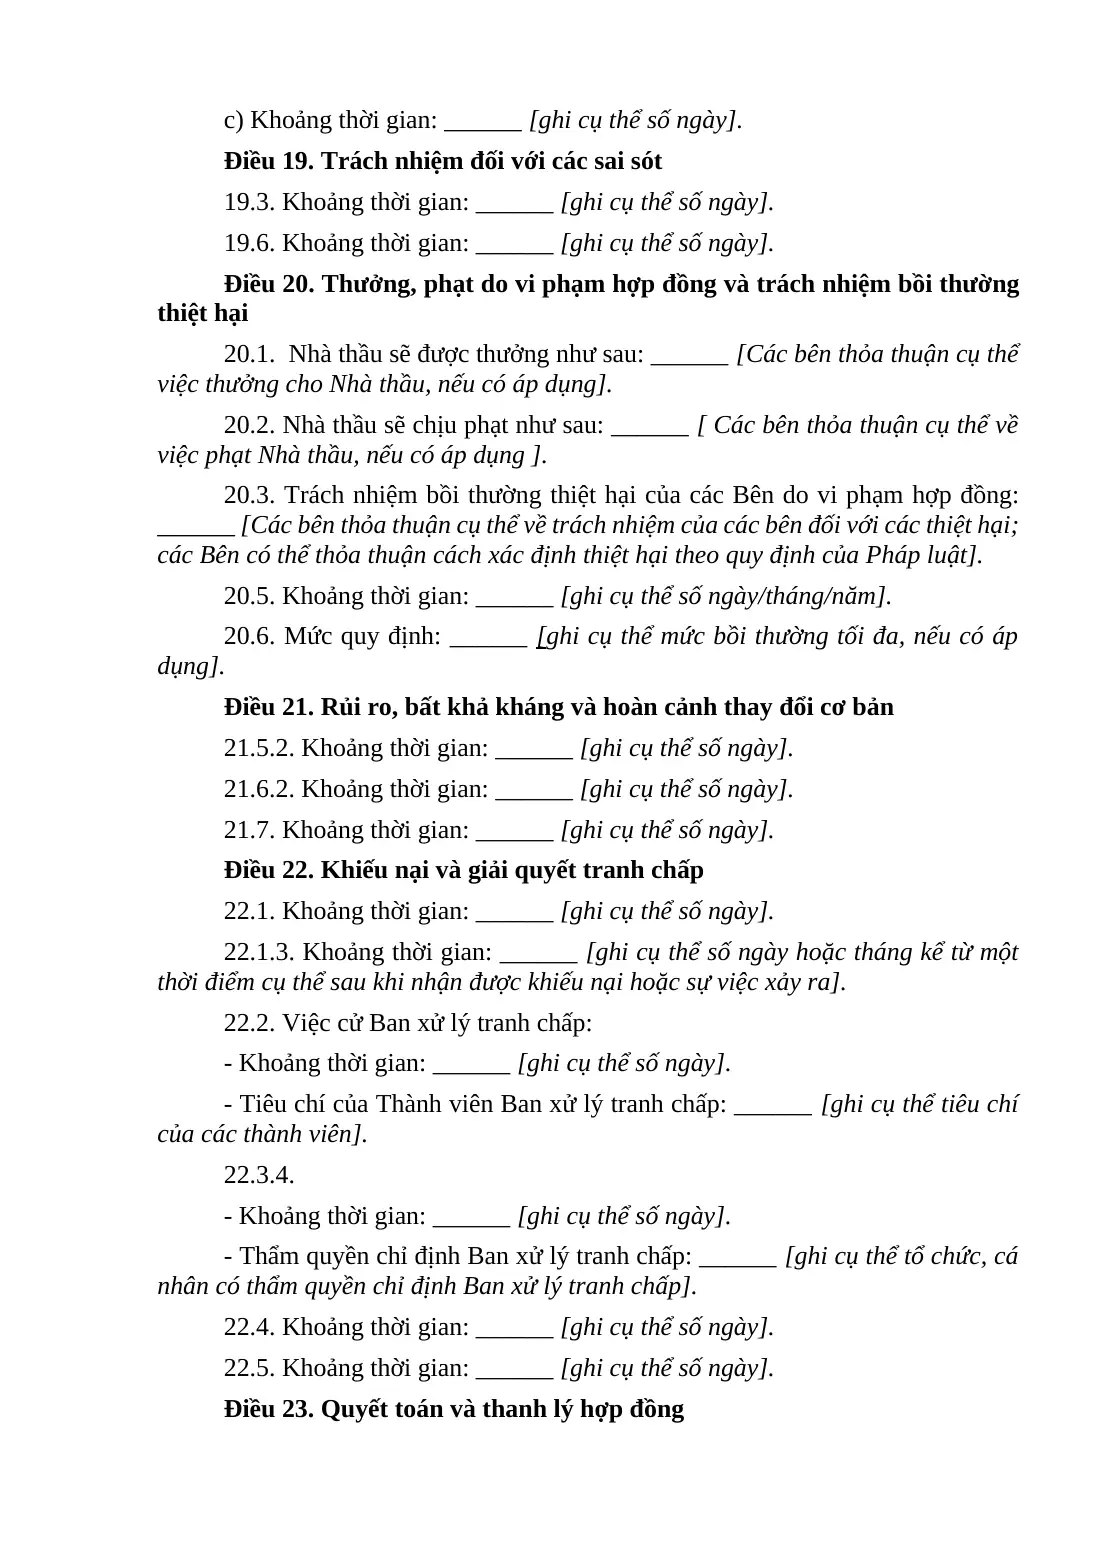 c) Khoảng thời gian: ______ [ghi cụ thể số ngày].
Điều 19. Trách nhiệm đối với các sai sót
19.3. Khoảng thời gian: ______ [ghi cụ thể số ngày].
19.6. Khoảng thời gian: ______ [ghi cụ thể số ngày].
Điều 20. Thưởng, phạt do vi phạm hợp đồng và trách nhiệm bồi thường
thiệt hại
20.1. Nhà thầu sẽ được thưởng như sau: ______ [Các bên thỏa thuận cụ thể
việc thưởng cho Nhà thầu, nếu có áp dụng].
20.2. Nhà thầu sẽ chịu phạt như sau: ______ [ Các bên thỏa thuận cụ thể về
việc phạt Nhà thầu, nếu có áp dụng ].
20.3. Trách nhiệm bồi thường thiệt hại của các Bên do vi phạm hợp đồng:
______ [Các bên thỏa thuận cụ thể về trách nhiệm của các bên đối với các thiệt hại;
các Bên có thể thỏa thuận cách xác định thiệt hại theo quy định của Pháp luật].
20.5. Khoảng thời gian: ______ [ghi cụ thể số ngày/tháng/năm].
20.6. Mức quy định: ______ [ghi cụ thể mức bồi thường tối đa, nếu có áp
dụng].
Điều 21. Rủi ro, bất khả kháng và hoàn cảnh thay đổi cơ bản
21.5.2. Khoảng thời gian: ______ [ghi cụ thể số ngày].
21.6.2. Khoảng thời gian: ______ [ghi cụ thể số ngày].
21.7. Khoảng thời gian: ______ [ghi cụ thể số ngày].
Điều 22. Khiếu nại và giải quyết tranh chấp
22.1. Khoảng thời gian: ______ [ghi cụ thể số ngày].
22.1.3. Khoảng thời gian: ______ [ghi cụ thể số ngày hoặc tháng kể từ một
thời điểm cụ thể sau khi nhận được khiếu nại hoặc sự việc xảy ra].
22.2. Việc cử Ban xử lý tranh chấp:
- Khoảng thời gian: ______ [ghi cụ thể số ngày].
- Tiêu chí của Thành viên Ban xử lý tranh chấp: ______ [ghi cụ thể tiêu chí
của các thành viên].
22.3.4.
- Khoảng thời gian: ______ [ghi cụ thể số ngày].
- Thẩm quyền chỉ định Ban xử lý tranh chấp: ______ [ghi cụ thể tổ chức, cá
nhân có thẩm quyền chỉ định Ban xử lý tranh chấp].
22.4. Khoảng thời gian: ______ [ghi cụ thể số ngày].
22.5. Khoảng thời gian: ______ [ghi cụ thể số ngày].
Điều 23. Quyết toán và thanh lý hợp đồng